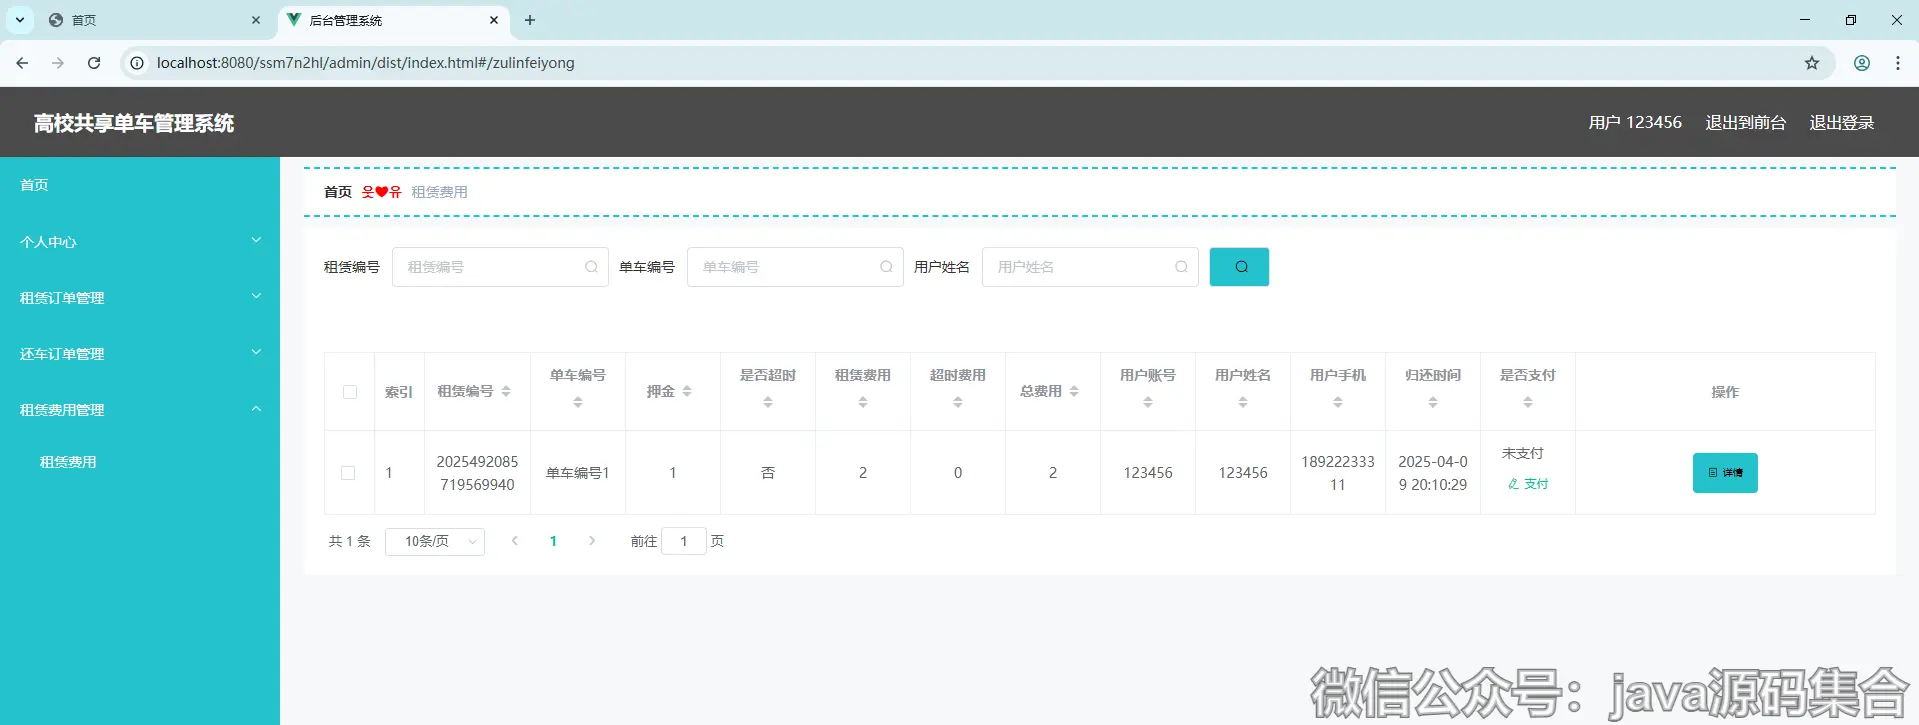 首页
后台管理系统
localhost:8080/ssm7n2hl/admin/dist/index.html#/zulinfeiyong
高校共享单车管理系统
用户 123456 退出到前台 退出登录
首页
个人中心
租赁订单管理
还车订单管理
租赁费用管理
租赁费用
首页 웃❤유 租赁费用
租赁编号 租赁编号 单车编号 单车编号 用户姓名 用户姓名
索引 租赁编号 单车编号 押金 是否超时 租赁费用 超时费用 总费用 用户账号 用户姓名 用户手机 归还时间 是否支付 操作
1 2025492085719569940 单车编号1 1 否 2 0 2 123456 123456 18922233311 2025-04-09 20:10:29 未支付 支付 详情
共 1 条 10条/页 1 前往 1 页
微信公众号：java源码集合